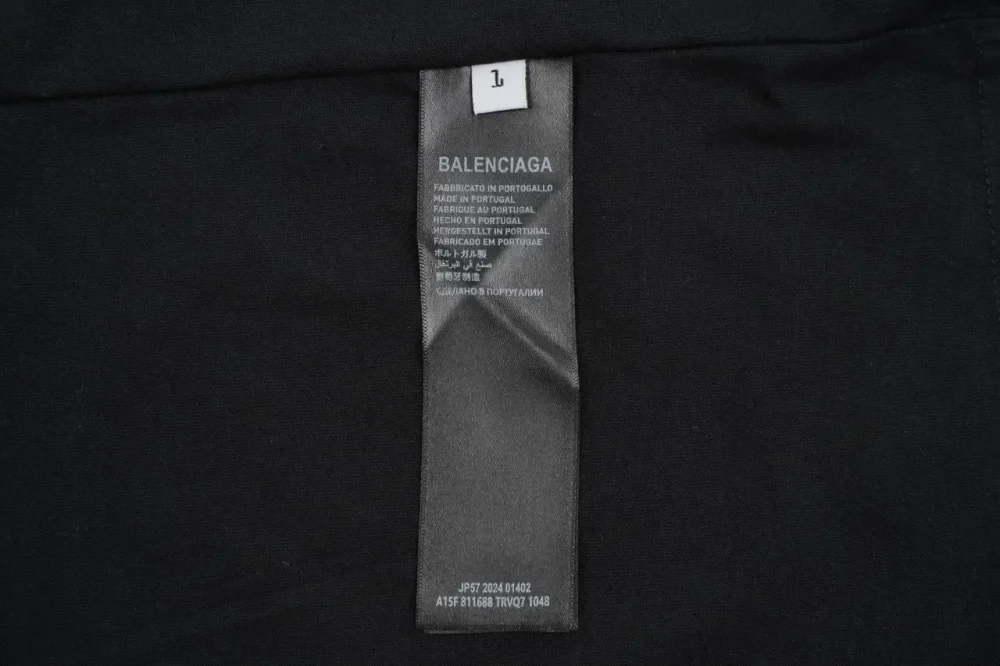 1
BALENCIAGA
FABBRICATO IN PORTOGALLO
MADE IN PORTUGAL
FABRIQUE AU PORTUGAL
HECHO EN PORTUGAL
HERGESTELLT IN PORTUGAL
FABRICADO EM PORTUGAE
ポルトガル製
صنع في البرتغال
葡萄牙制造
СДЕЛАНО В ПОРТУГАЛИИ
JP57 2024 01402
A15F 811688 TRVQ7 1048